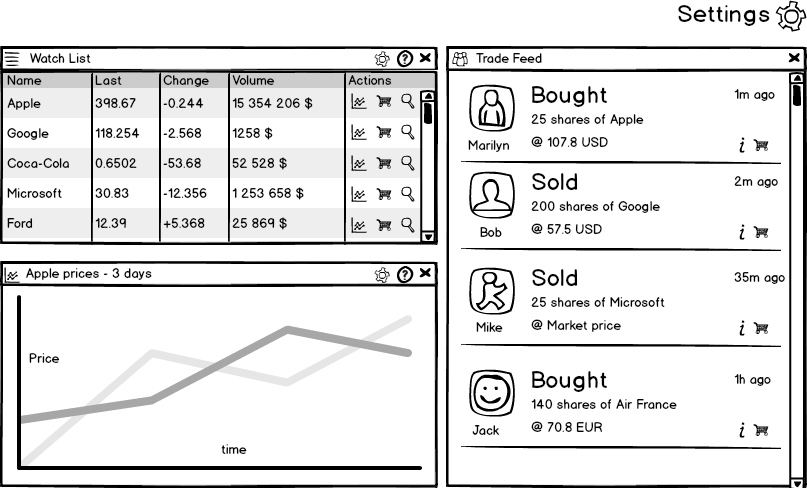 Settings
Watch List
Name Last Change Volume Actions
Apple 398.67 -0.244 15 354 206 $
Google 118.254 -2.568 1258 $
Coca-Cola 0.6502 -53.68 52 528 $
Microsoft 30.83 -12.356 1 253 658 $
Ford 12.39 +5.368 25 869 $
Apple prices - 3 days
Price
time
Trade Feed
Bought 1m ago
25 shares of Apple
Marilyn @ 107.8 USD i
Sold 2m ago
200 shares of Google
Bob @ 57.5 USD i
Sold 35m ago
25 shares of Microsoft
Mike @ Market price i
Bought 1h ago
140 shares of Air France
Jack @ 70.8 EUR i